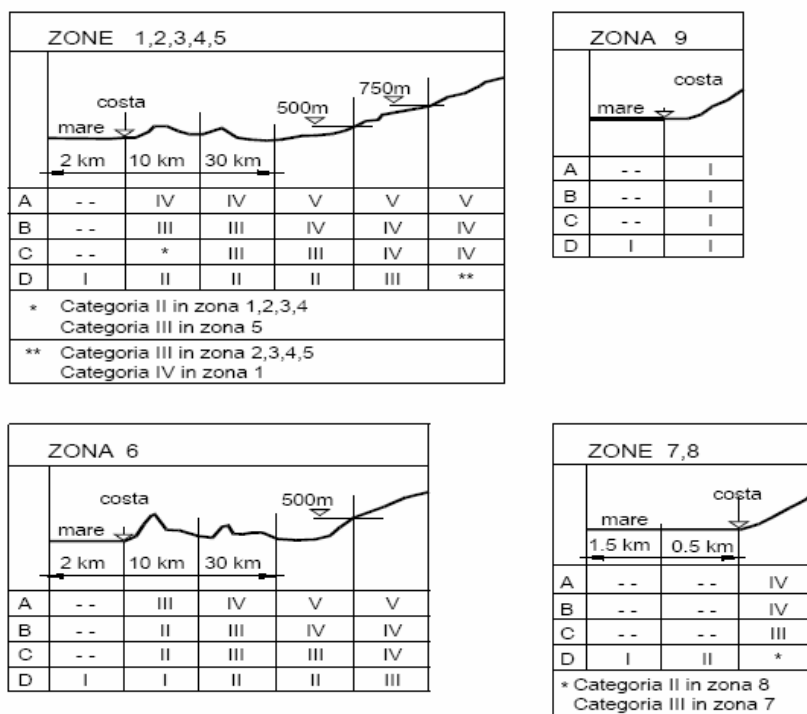 ZONE 1,2,3,4,5
costa
mare
500m
750m
2 km 10 km 30 km
A -- IV IV V V V
B -- III III IV IV IV
C -- * III III IV IV
D I II II II III **
* Categoria II in zona 1,2,3,4
Categoria III in zona 5
** Categoria III in zona 2,3,4,5
Categoria IV in zona 1
ZONA 9
costa
mare
A -- I
B -- I
C -- I
D I I
ZONA 6
costa
mare
500m
2 km 10 km 30 km
A -- III IV V V
B -- II III IV IV
C -- II III III IV
D I I II II III
ZONE 7,8
costa
mare
1.5 km 0.5 km
A -- -- IV
B -- -- IV
C -- -- III
D I II *
* Categoria II in zona 8
Categoria III in zona 7